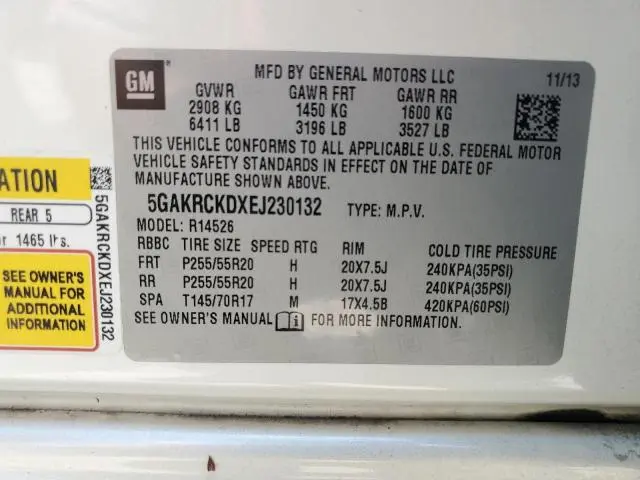 GM
MFD BY GENERAL MOTORS LLC 11/13
GVWR GAWR FRT GAWR RR
2908 KG 1450 KG 1600 KG
6411 LB 3196 LB 3527 LB
THIS VEHICLE CONFORMS TO ALL APPLICABLE U.S. FEDERAL MOTOR
VEHICLE SAFETY STANDARDS IN EFFECT ON THE DATE OF
MANUFACTURE SHOWN ABOVE.
5GAKRCKDXEJ230132 TYPE: M.P.V.
MODEL: R14526
RBBC TIRE SIZE SPEED RTG RIM COLD TIRE PRESSURE
FRT P255/55R20 H 20X7.5J 240KPA(35PSI)
RR P255/55R20 H 20X7.5J 240KPA(35PSI)
SPA T145/70R17 M 17X4.5B 420KPA(60PSI)
SEE OWNER'S MANUAL FOR MORE INFORMATION.
ATION
REAR 5
r 1465 lbs.
SEE OWNER'S
MANUAL FOR
ADDITIONAL
INFORMATION
5GAKRCKDXEJ230132